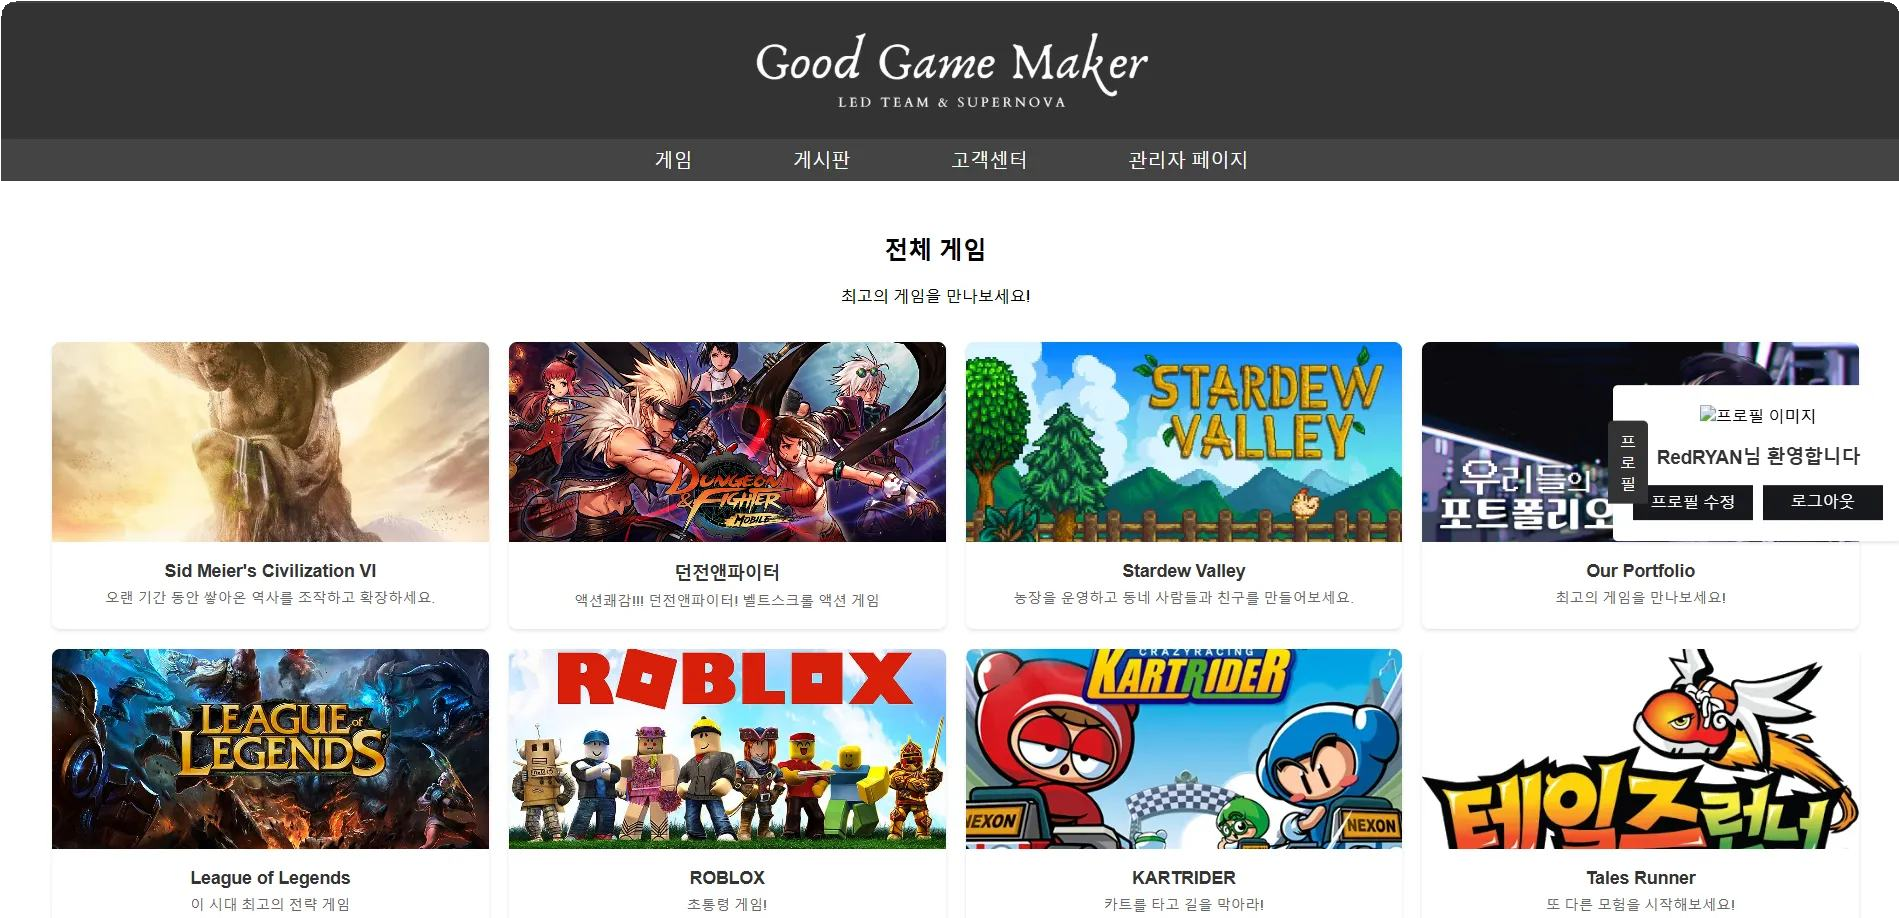 Good Game Maker
LED TEAM & SUPERNOVA
게임 게시판 고객센터 관리자 페이지
전체 게임
최고의 게임을 만나보세요!
DUNGEON
& FIGHTER
MOBILE
STARDEW
VALLEY
우리들의
포트폴리오
프로필
프로필 이미지
RedRYAN님 환영합니다
프로필 수정 로그아웃
Sid Meier's Civilization VI
오랜 기간 동안 쌓아온 역사를 조작하고 확장하세요.
던전앤파이터
액션쾌감!!! 던전앤파이터! 벨트스크롤 액션 게임
Stardew Valley
농장을 운영하고 동네 사람들과 친구를 만들어보세요.
Our Portfolio
최고의 게임을 만나보세요!
LEAGUE of
LEGENDS
ROBLOX
CRAZYRACING
KARTRIDER
NEXON
NEXON
테일즈런너
League of Legends
이 시대 최고의 전략 게임
ROBLOX
초통령 게임!
KARTRIDER
카트를 타고 길을 막아라!
Tales Runner
또 다른 모험을 시작해보세요!